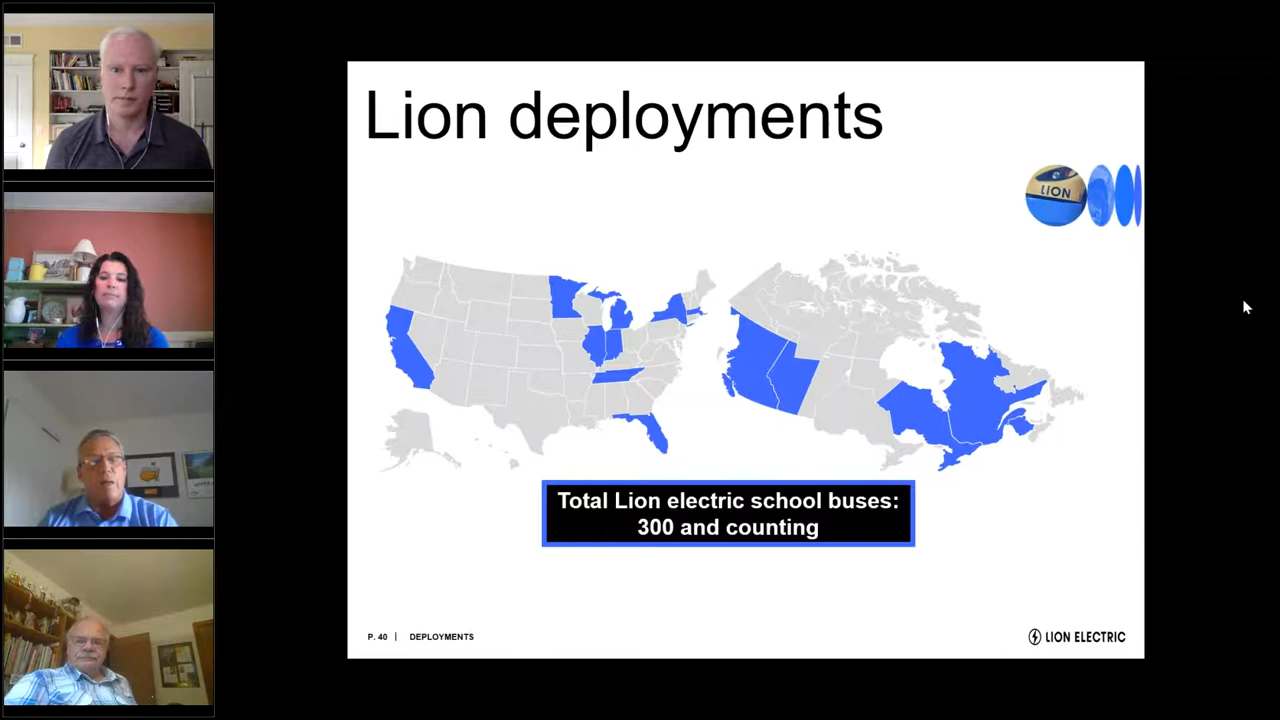 Lion deployments
LION
Total Lion electric school buses:
300 and counting
P. 40 | DEPLOYMENTS
LION ELECTRIC